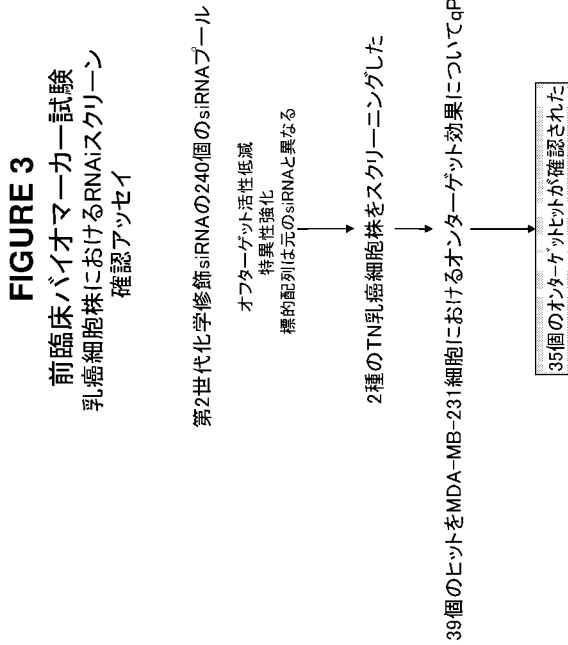 FIGURE 3
前臨床バイオマーカー試験
乳癌細胞株におけるRNAiスクリーン
確認アッセイ
第2世代化学修飾siRNAの240個のsiRNAプール
オフターゲット活性低減
特異性強化
標的配列は元のsiRNAと異なる
2種のTN乳癌細胞株をスクリーニングした
39個のヒットをMDA-MB-231細胞におけるオンターゲット効果についてqP
35個のオンターゲットヒットが確認された